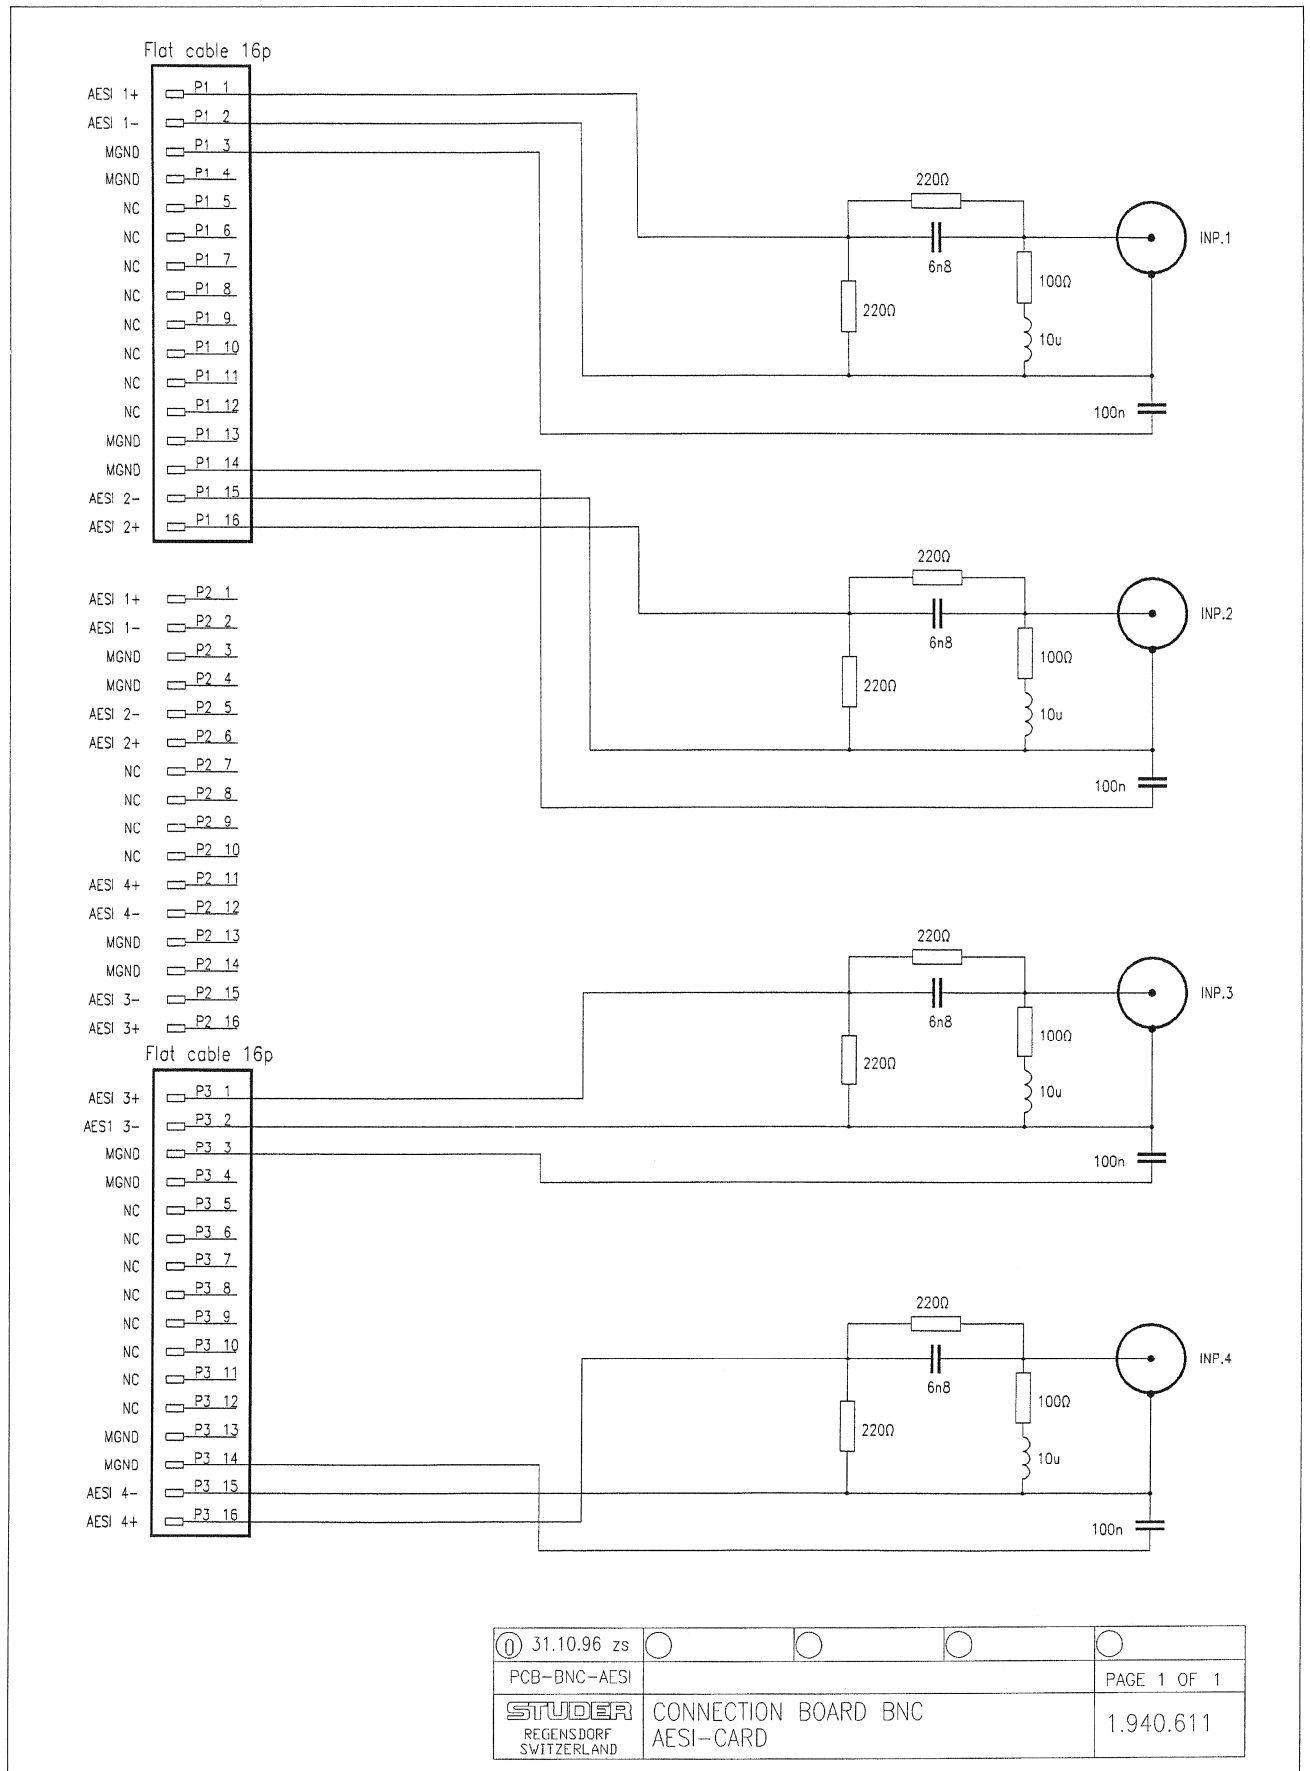 Flat cable 16p
AESI 1+ P1 1
AESI 1- P1 2
MGND P1 3
MGND P1 4
NC P1 5
NC P1 6
NC P1 7
NC P1 8
NC P1 9
NC P1 10
NC P1 11
NC P1 12
MGND P1 13
MGND P1 14
AESI 2- P1 15
AESI 2+ P1 16
220Ω
6n8
INP.1
220Ω
100Ω
10u
100n
220Ω
6n8
INP.2
220Ω
100Ω
10u
100n
AESI 1+ P2 1
AESI 1- P2 2
MGND P2 3
MGND P2 4
AESI 2- P2 5
AESI 2+ P2 6
NC P2 7
NC P2 8
NC P2 9
NC P2 10
AESI 4+ P2 11
AESI 4- P2 12
MGND P2 13
MGND P2 14
AESI 3- P2 15
AESI 3+ P2 16
220Ω
6n8
INP.3
220Ω
100Ω
10u
100n
Flat cable 16p
AESI 3+ P3 1
AES1 3- P3 2
MGND P3 3
MGND P3 4
NC P3 5
NC P3 6
NC P3 7
NC P3 8
NC P3 9
NC P3 10
NC P3 11
NC P3 12
MGND P3 13
MGND P3 14
AESI 4- P3 15
AESI 4+ P3 16
220Ω
6n8
INP.4
220Ω
100Ω
10u
100n
0 31.10.96 zs
PCB-BNC-AESI
PAGE 1 OF 1
STUDER
REGENSDORF
SWITZERLAND
CONNECTION BOARD BNC
AESI-CARD
1.940.611